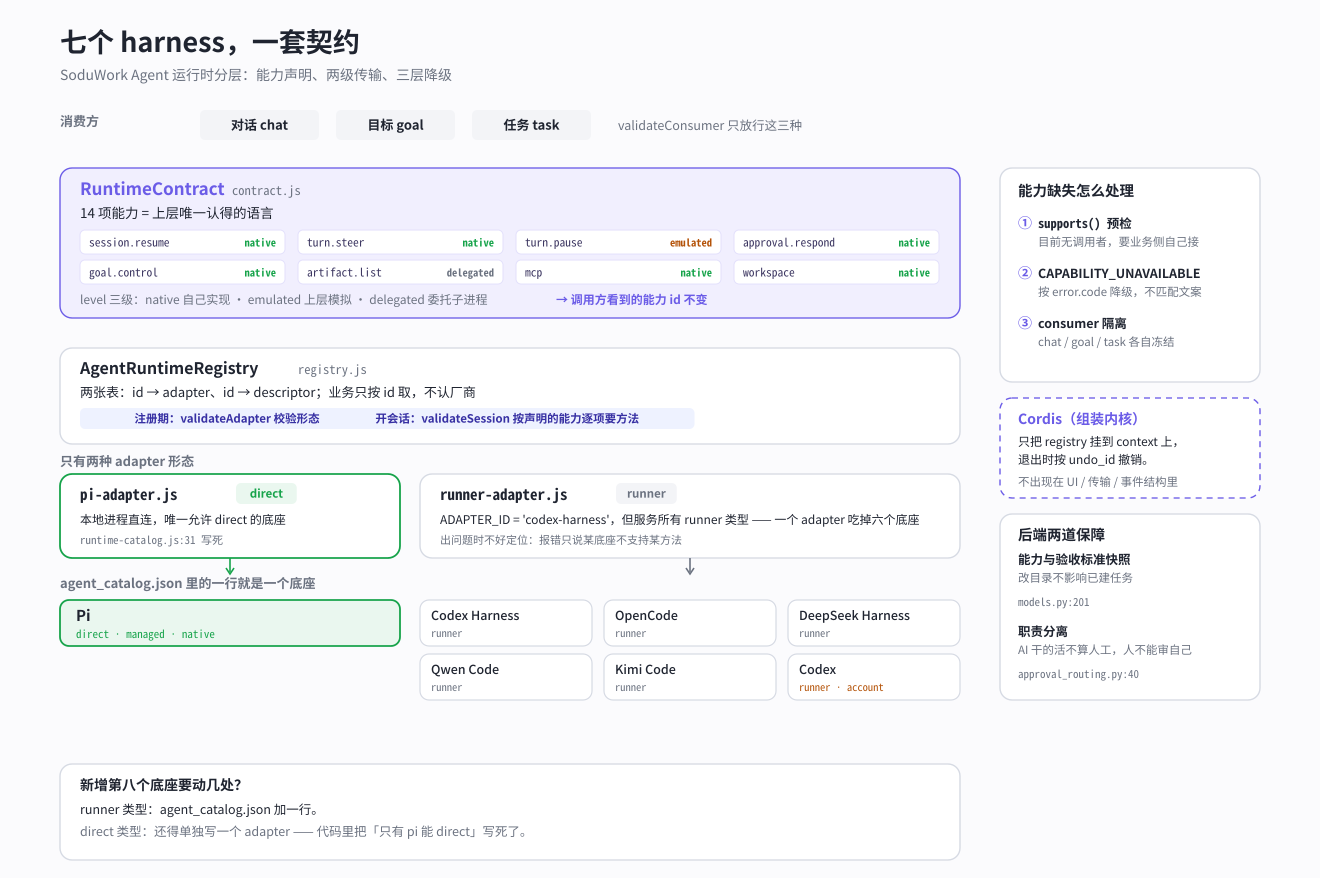 七个 harness，一套契约
SoduWork Agent 运行时分层：能力声明、两级传输、三层降级
消费方
对话 chat
目标 goal
任务 task
validateConsumer 只放行这三种
RuntimeContract contract.js
14 项能力 = 上层唯一认得的语言
session.resume native
turn.steer native
turn.pause emulated
approval.respond native
goal.control native
artifact.list delegated
mcp native
workspace native
level 三级：native 自己实现 · emulated 上层模拟 · delegated 委托子进程
→ 调用方看到的能力 id 不变
AgentRuntimeRegistry registry.js
两张表：id → adapter、id → descriptor；业务只按 id 取，不认厂商
注册期：validateAdapter 校验形态
开会话：validateSession 按声明的能力逐项要方法
只有两种 adapter 形态
pi-adapter.js direct
本地进程直连，唯一允许 direct 的底座
runtime-catalog.js:31 写死
runner-adapter.js runner
ADAPTER_ID = 'codex-harness'，但服务所有 runner 类型 —— 一个 adapter 吃掉六个底座
出问题时不好定位：报错只说某底座不支持某方法
agent_catalog.json 里的一行就是一个底座
Pi
direct · managed · native
Codex Harness
runner
OpenCode
runner
DeepSeek Harness
runner
Qwen Code
runner
Kimi Code
runner
Codex
runner · account
新增第八个底座要动几处？
runner 类型：agent_catalog.json 加一行。
direct 类型：还得单独写一个 adapter —— 代码里把「只有 pi 能 direct」写死了。
能力缺失怎么处理
① supports() 预检
目前无调用者，要业务侧自己接
② CAPABILITY_UNAVAILABLE
按 error.code 降级，不匹配文案
③ consumer 隔离
chat / goal / task 各自冻结
Cordis（组装内核）
只把 registry 挂到 context 上，
退出时按 undo_id 撤销。
不出现在 UI / 传输 / 事件结构里
后端两道保障
能力与验收标准快照
改目录不影响已建任务
models.py:201
职责分离
AI 干的活不算人工，人不能审自己
approval_routing.py:40